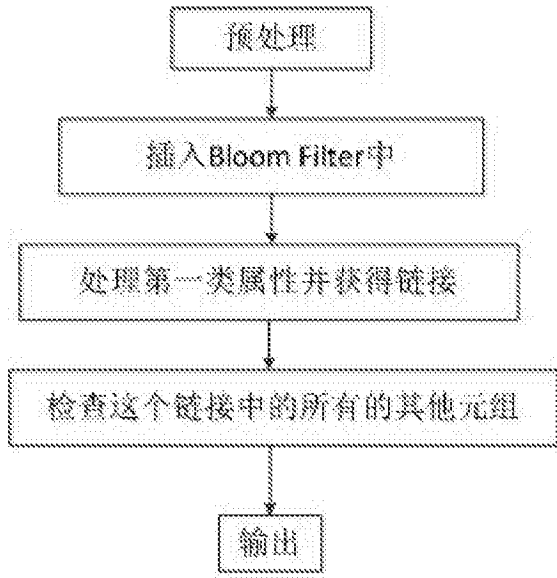 预处理
插入Bloom Filter中
处理第一类属性并获得链接
检查这个链接中的所有的其他元组
输出